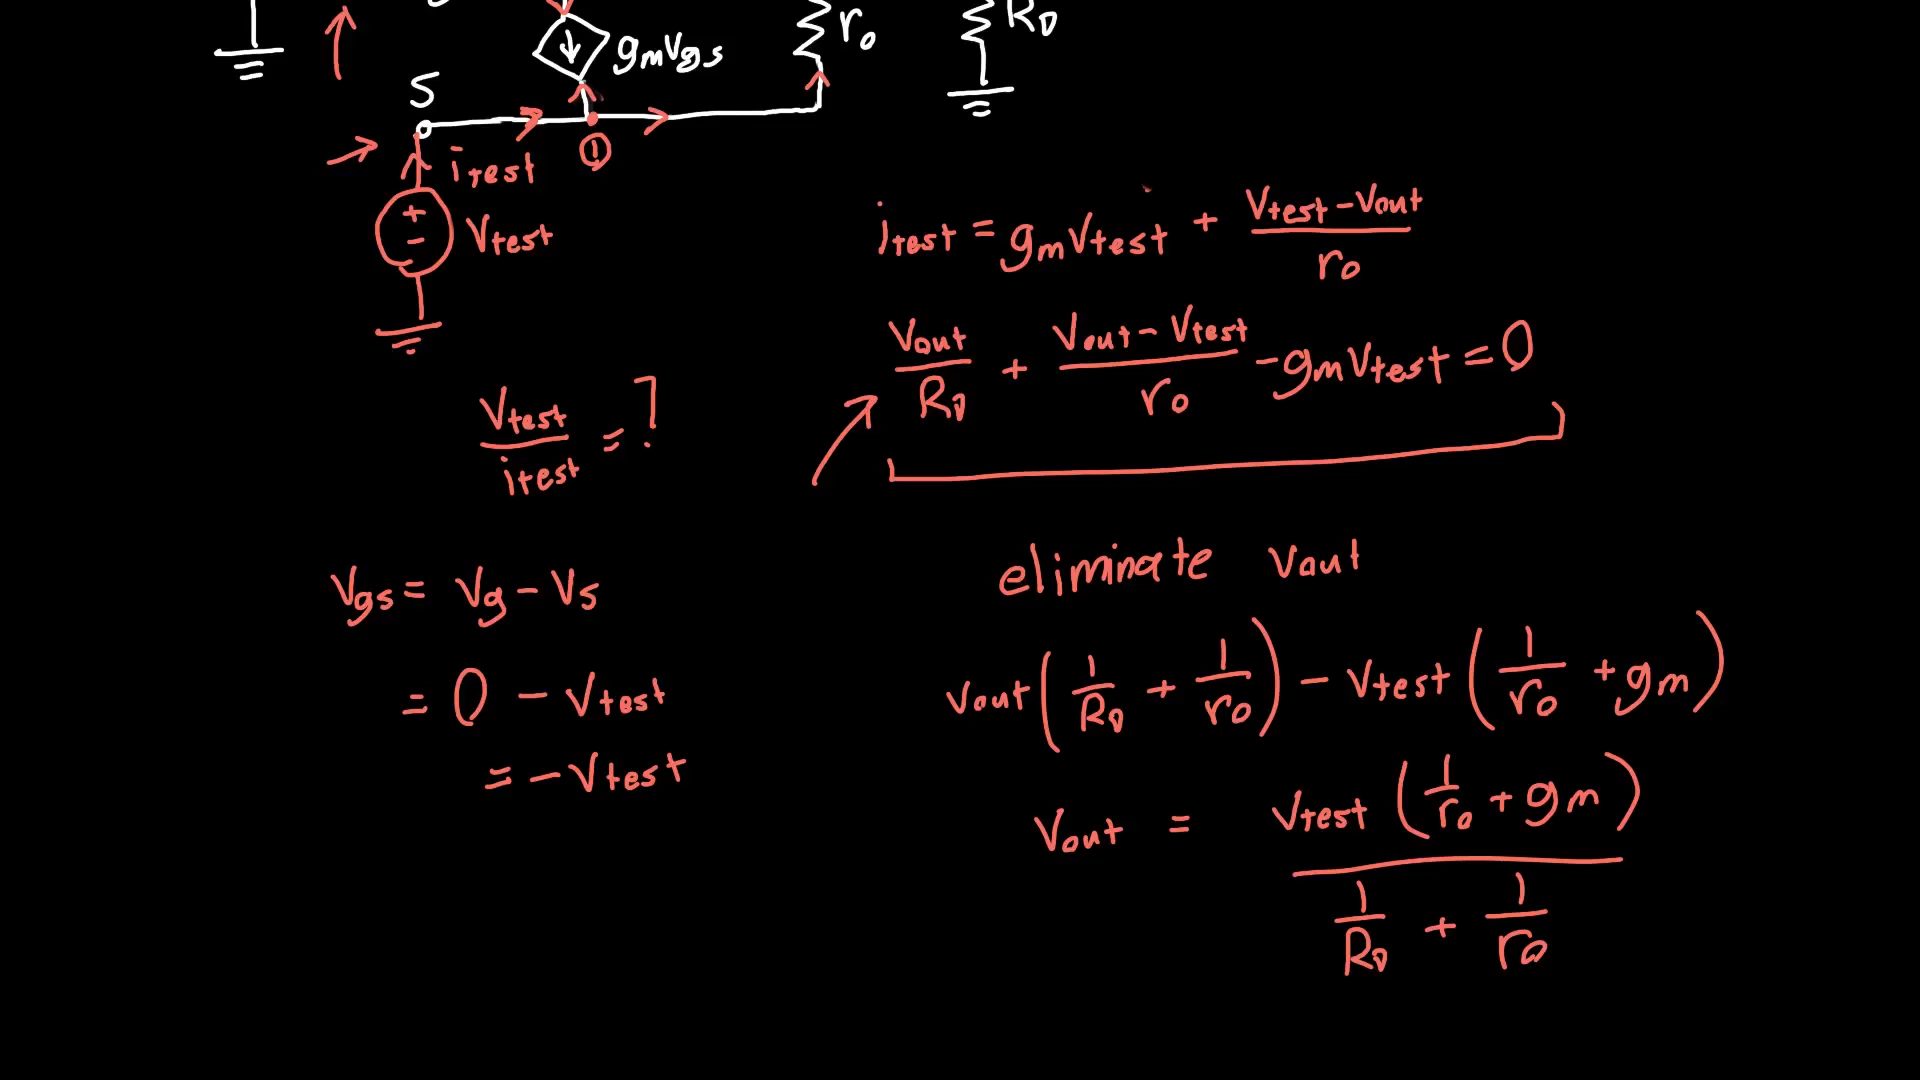 gmvgs
ro
RD
S
①
itest
+
-
Vtest
itest = gmVtest + (Vtest - Vout) / ro
Vout / RD + (Vout - Vtest) / ro - gmVtest = 0
Vtest / itest = ?
eliminate Vout
Vgs = Vg - Vs
= 0 - Vtest
= -Vtest
Vout (1/RD + 1/ro) - Vtest (1/ro + gm)
Vout = Vtest (1/ro + gm) / (1/RD + 1/ro)